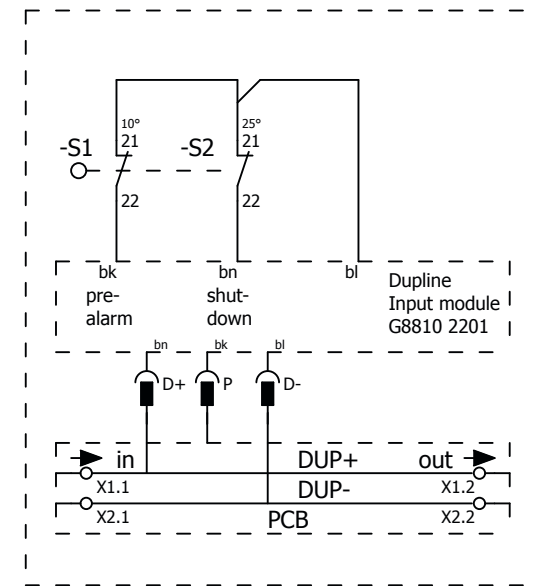 10° 25°
-S1 21 -S2 21
22 22
bk bn bl
pre-
alarm
shut-
down
Dupline
Input module
G8810 2201
bn bk bl
D+ P D-
in DUP+ out
X1.1 DUP- X1.2
X2.1 PCB X2.2